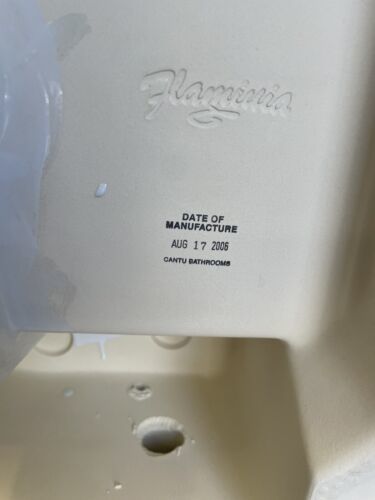 Flaminia
DATE OF
MANUFACTURE
AUG 17 2006
CANTU BATHROOMS